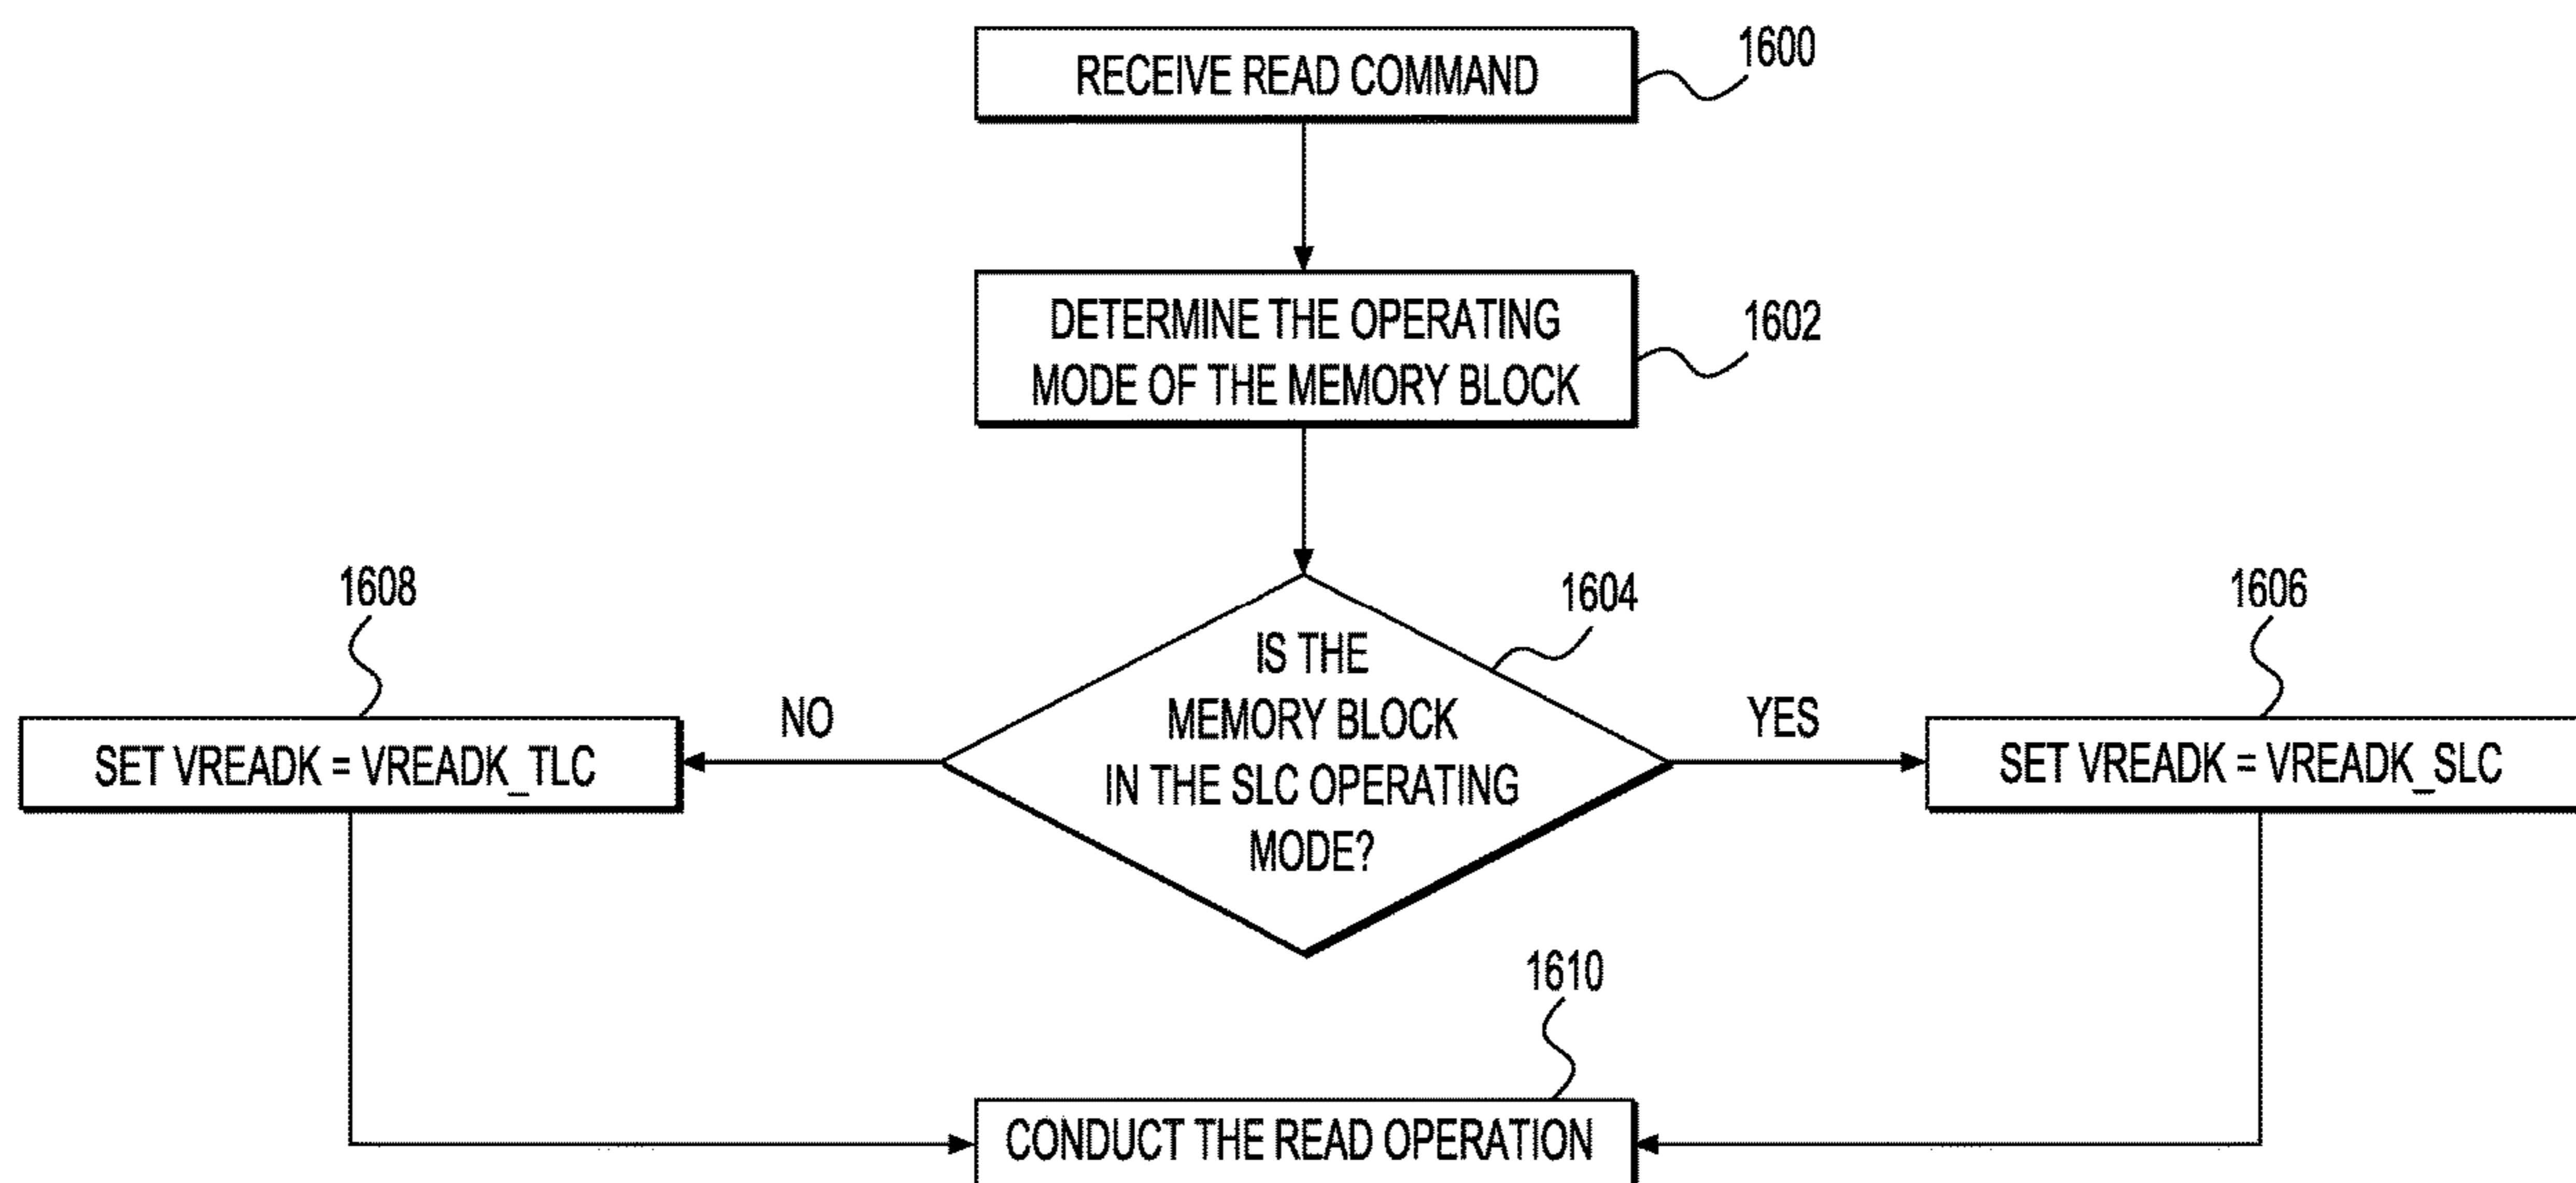 RECEIVE READ COMMAND
1600
DETERMINE THE OPERATING
MODE OF THE MEMORY BLOCK
1602
1604
IS THE
MEMORY BLOCK
IN THE SLC OPERATING
MODE?
NO
YES
1608
SET VREADK = VREADK_TLC
1606
SET VREADK = VREADK_SLC
1610
CONDUCT THE READ OPERATION